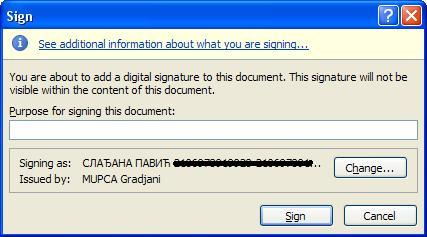 Sign
See additional information about what you are signing...
You are about to add a digital signature to this document. This signature will not be
visible within the content of this document.
Purpose for signing this document:
Signing as: СЛАЂАНА ПАВИЋ
Change...
Issued by: MUPCA Gradjani
Sign Cancel